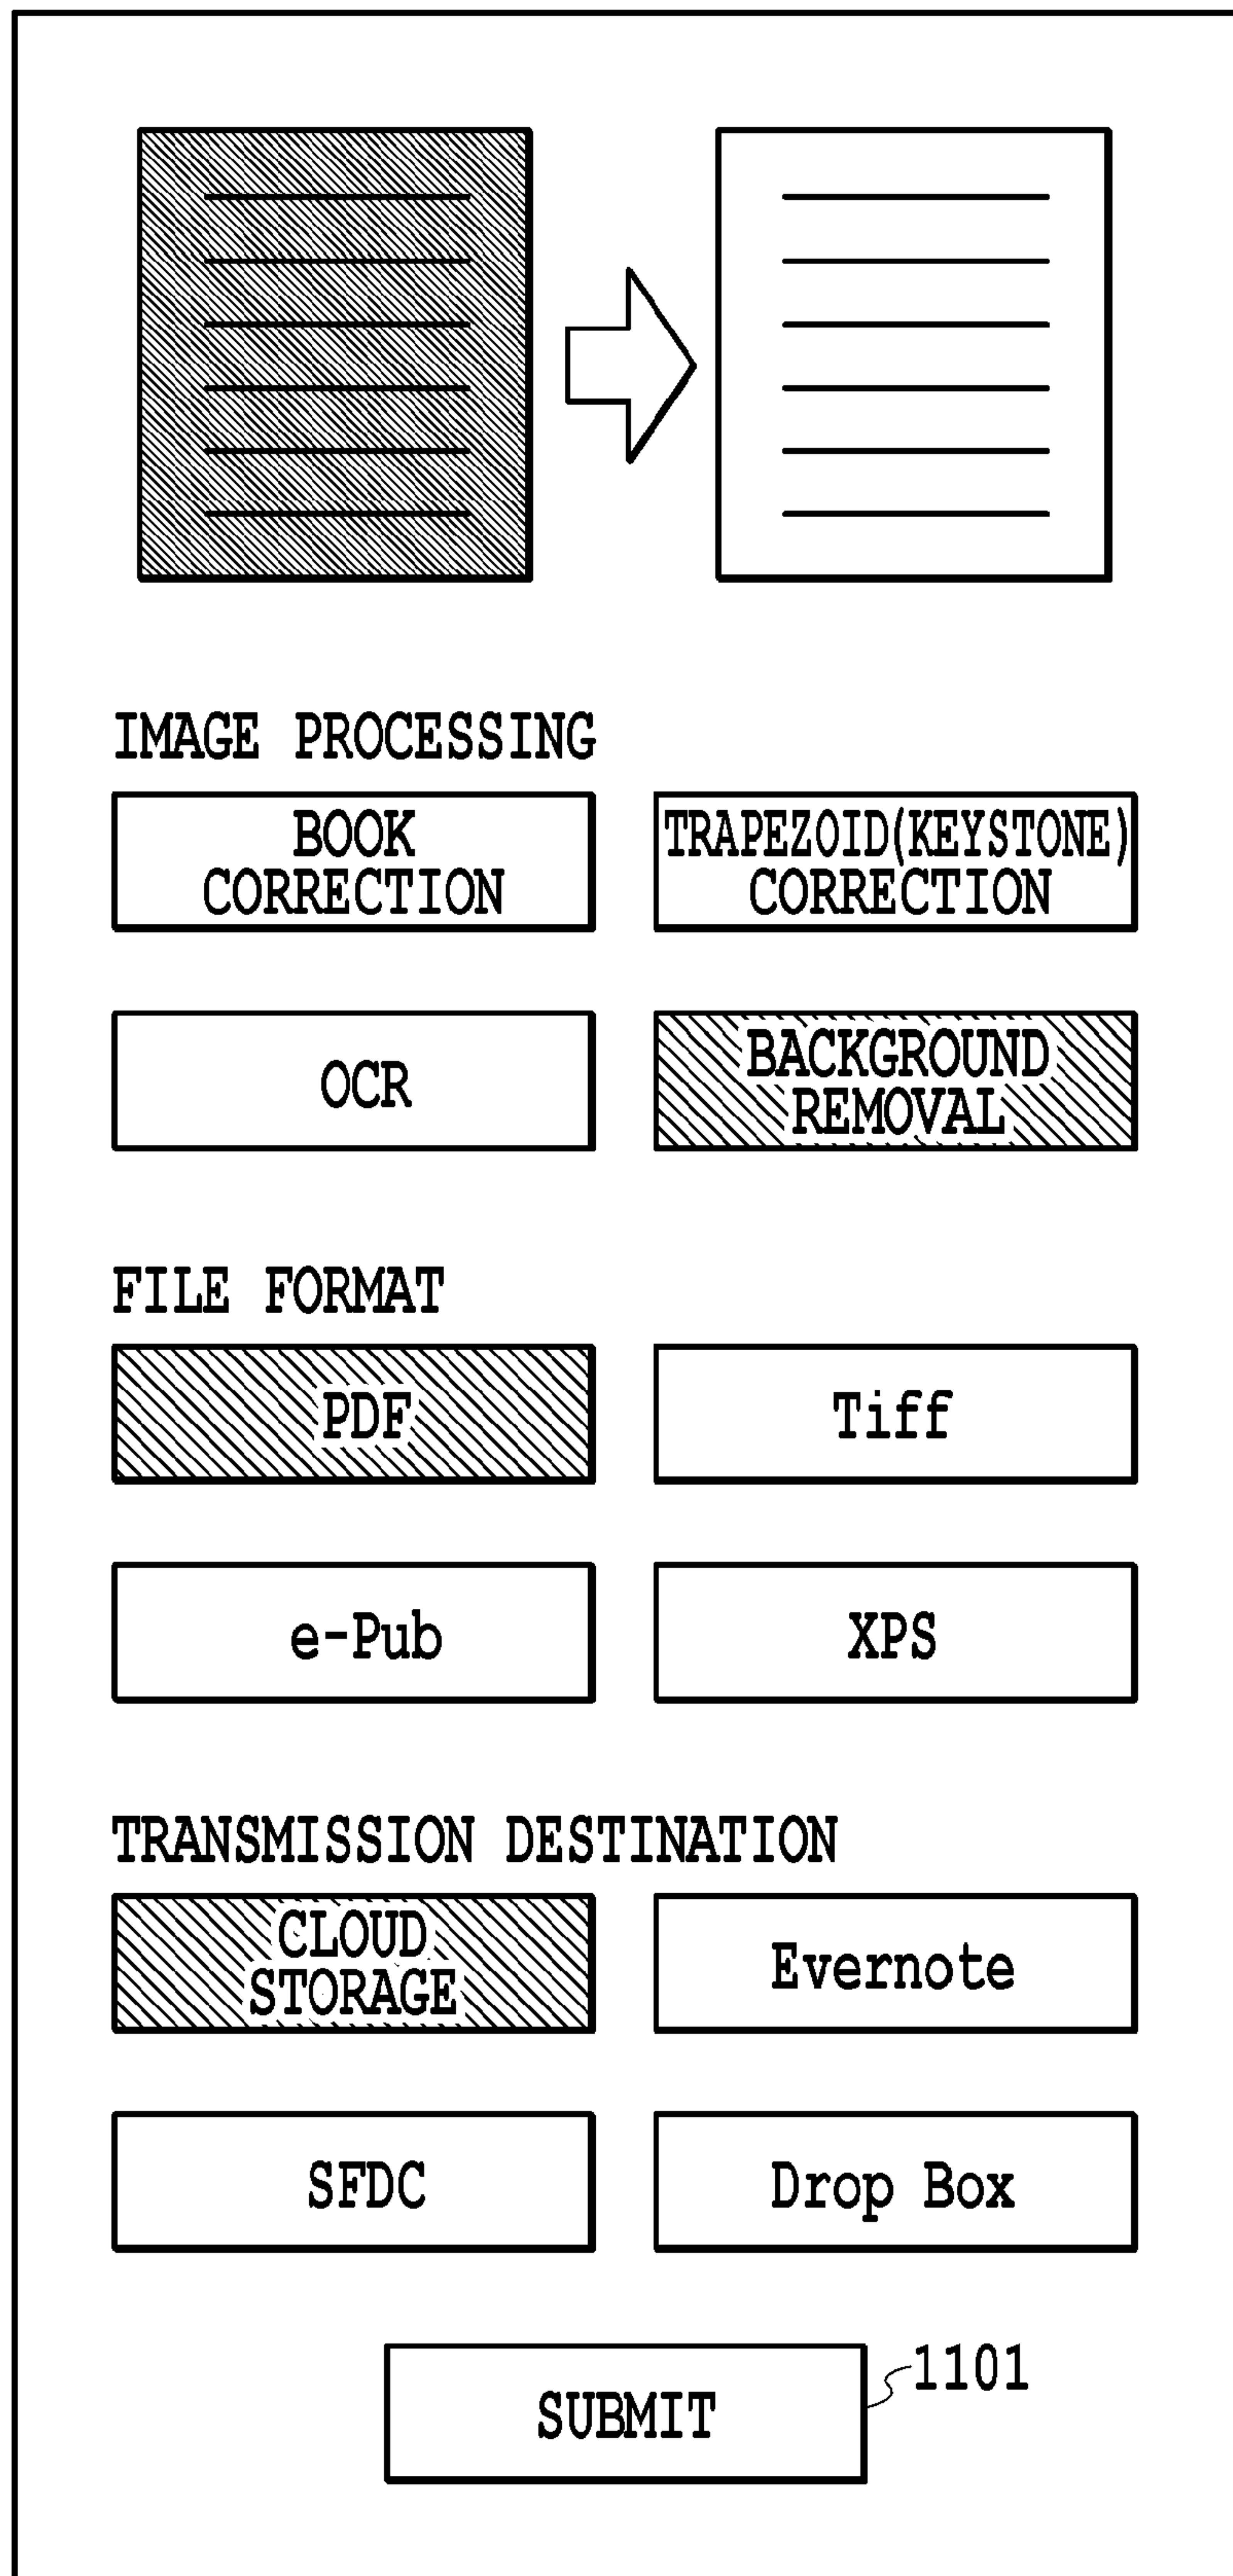 IMAGE PROCESSING
BOOK
CORRECTION
TRAPEZOID(KEYSTONE)
CORRECTION
OCR
BACKGROUND
REMOVAL
FILE FORMAT
PDF
Tiff
e-Pub
XPS
TRANSMISSION DESTINATION
CLOUD
STORAGE
Evernote
SFDC
Drop Box
SUBMIT
1101